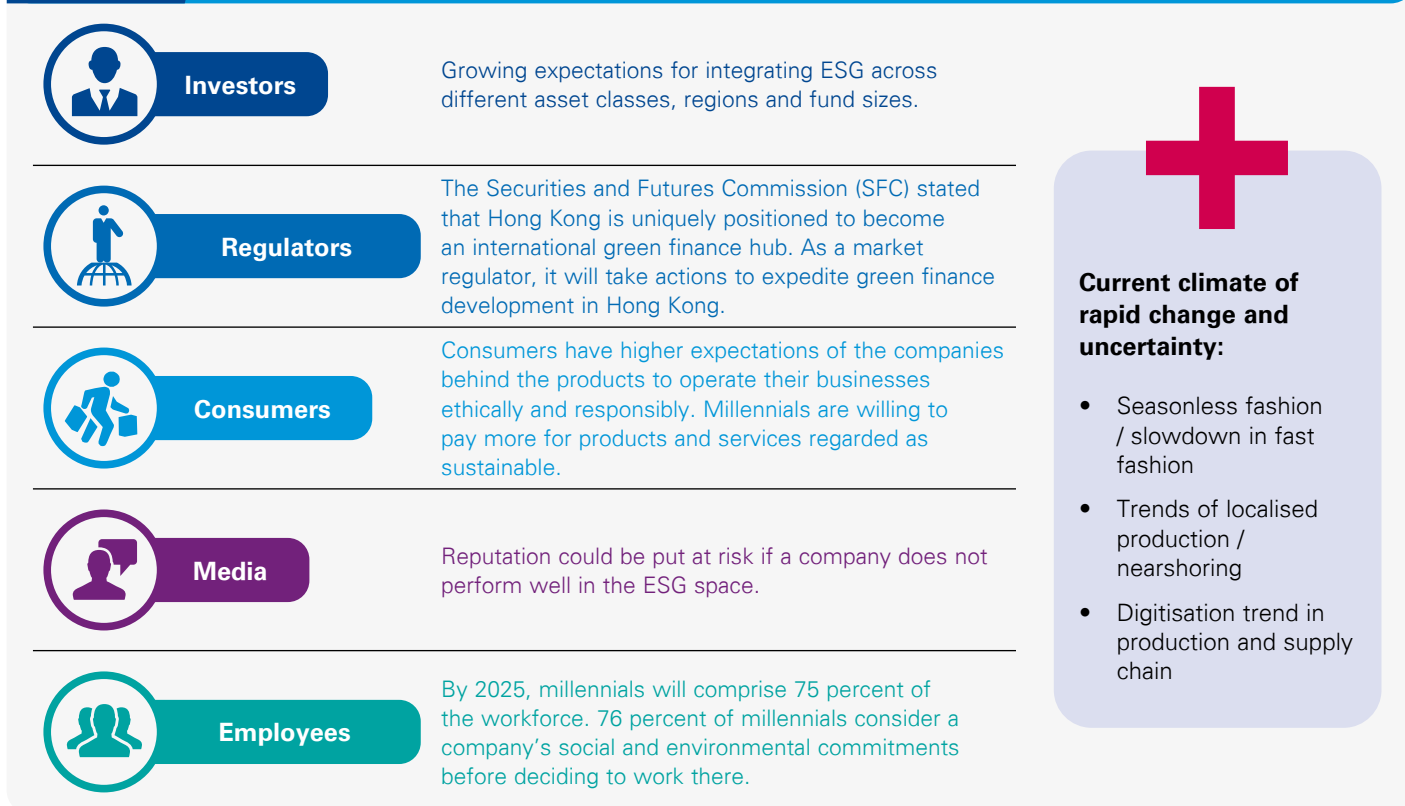 Investors
Growing expectations for integrating ESG across
different asset classes, regions and fund sizes.
Regulators
The Securities and Futures Commission (SFC) stated
that Hong Kong is uniquely positioned to become
an international green finance hub. As a market
regulator, it will take actions to expedite green finance
development in Hong Kong.
Consumers
Consumers have higher expectations of the companies
behind the products to operate their businesses
ethically and responsibly. Millennials are willing to
pay more for products and services regarded as
sustainable.
Media
Reputation could be put at risk if a company does not
perform well in the ESG space.
Employees
By 2025, millennials will comprise 75 percent of
the workforce. 76 percent of millennials consider a
company’s social and environmental commitments
before deciding to work there.
Current climate of
rapid change and
uncertainty:
• Seasonless fashion
/ slowdown in fast
fashion
• Trends of localised
production /
nearshoring
• Digitisation trend in
production and supply
chain